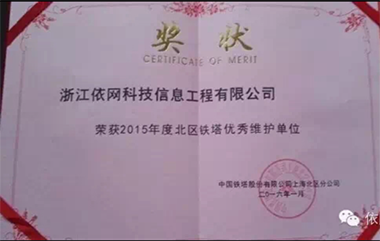 奖状
CERTIFICATE OF MERIT
浙江依网科技信息工程有限公司
荣获2015年度北区铁塔优秀维护单位
中国铁塔股份有限公司上海北区分公司
二〇一六年一月
依